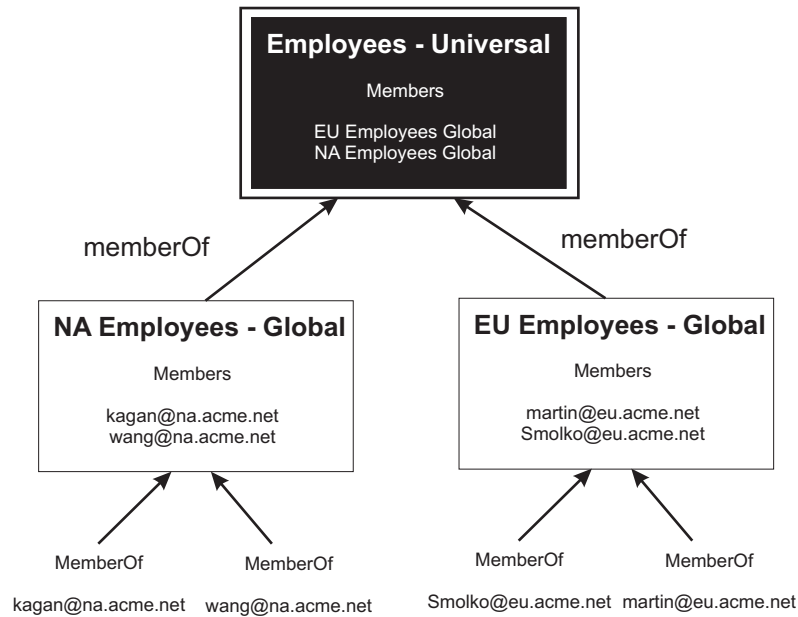 Employees - Universal
Members
EU Employees Global
NA Employees Global
memberOf
memberOf
NA Employees - Global
Members
kagan@na.acme.net
wang@na.acme.net
EU Employees - Global
Members
martin@eu.acme.net
Smolko@eu.acme.net
MemberOf
MemberOf
MemberOf
MemberOf
kagan@na.acme.net
wang@na.acme.net
Smolko@eu.acme.net
martin@eu.acme.net